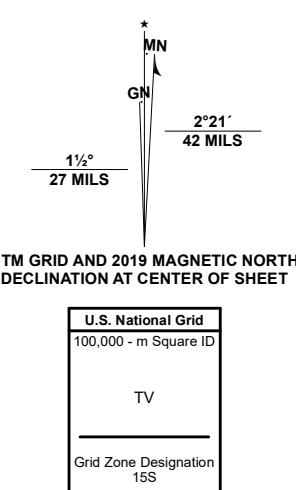 ★
MN
GN
2°21´
42 MILS
1½°
27 MILS
TM GRID AND 2019 MAGNETIC NORTH
DECLINATION AT CENTER OF SHEET
U.S. National Grid
100,000 - m Square ID
TV
Grid Zone Designation
15S